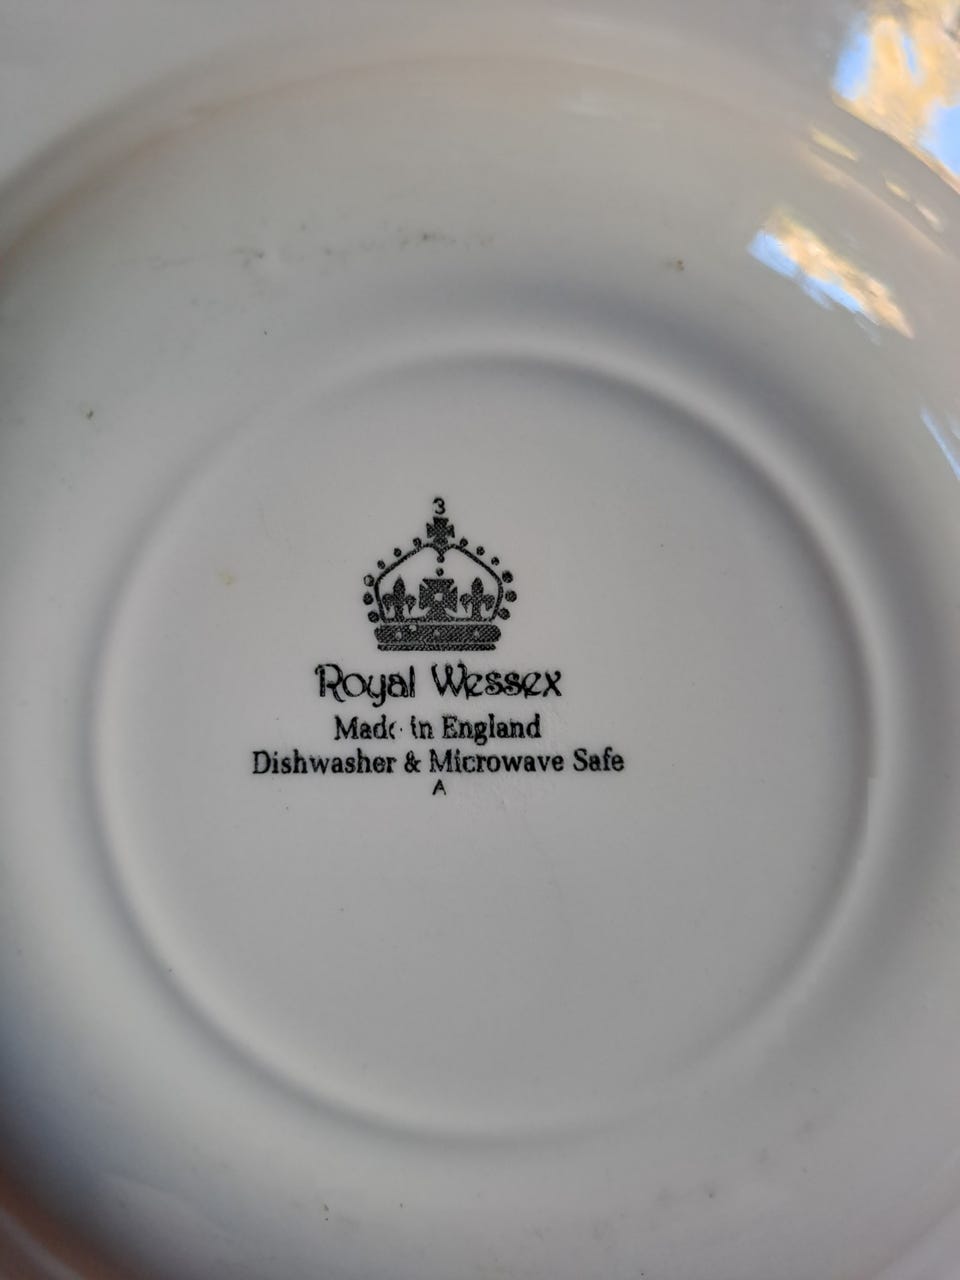 3
Royal Wessex
Made in England
Dishwasher & Microwave Safe
A